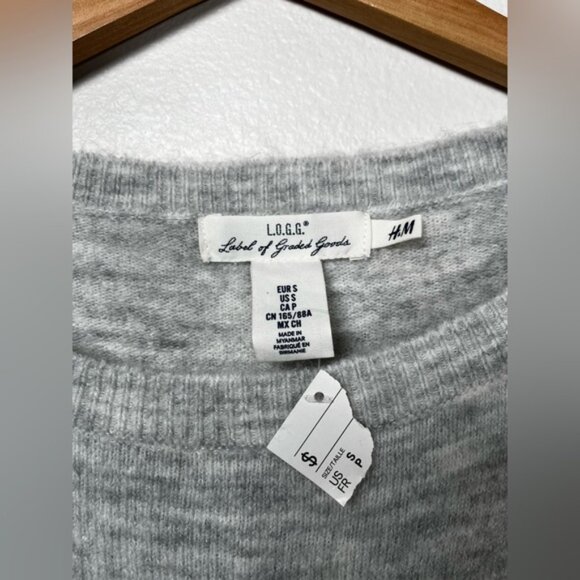 L.O.G.G.®
Label of Graded Goods
H&M
EUR S
US S
CA P
CN 165/88A
MX CH
MADE IN
MYANMAR
FABRIQUÉ EN
BIRMANIE
$
SIZE/TAILLE
US S
FR P